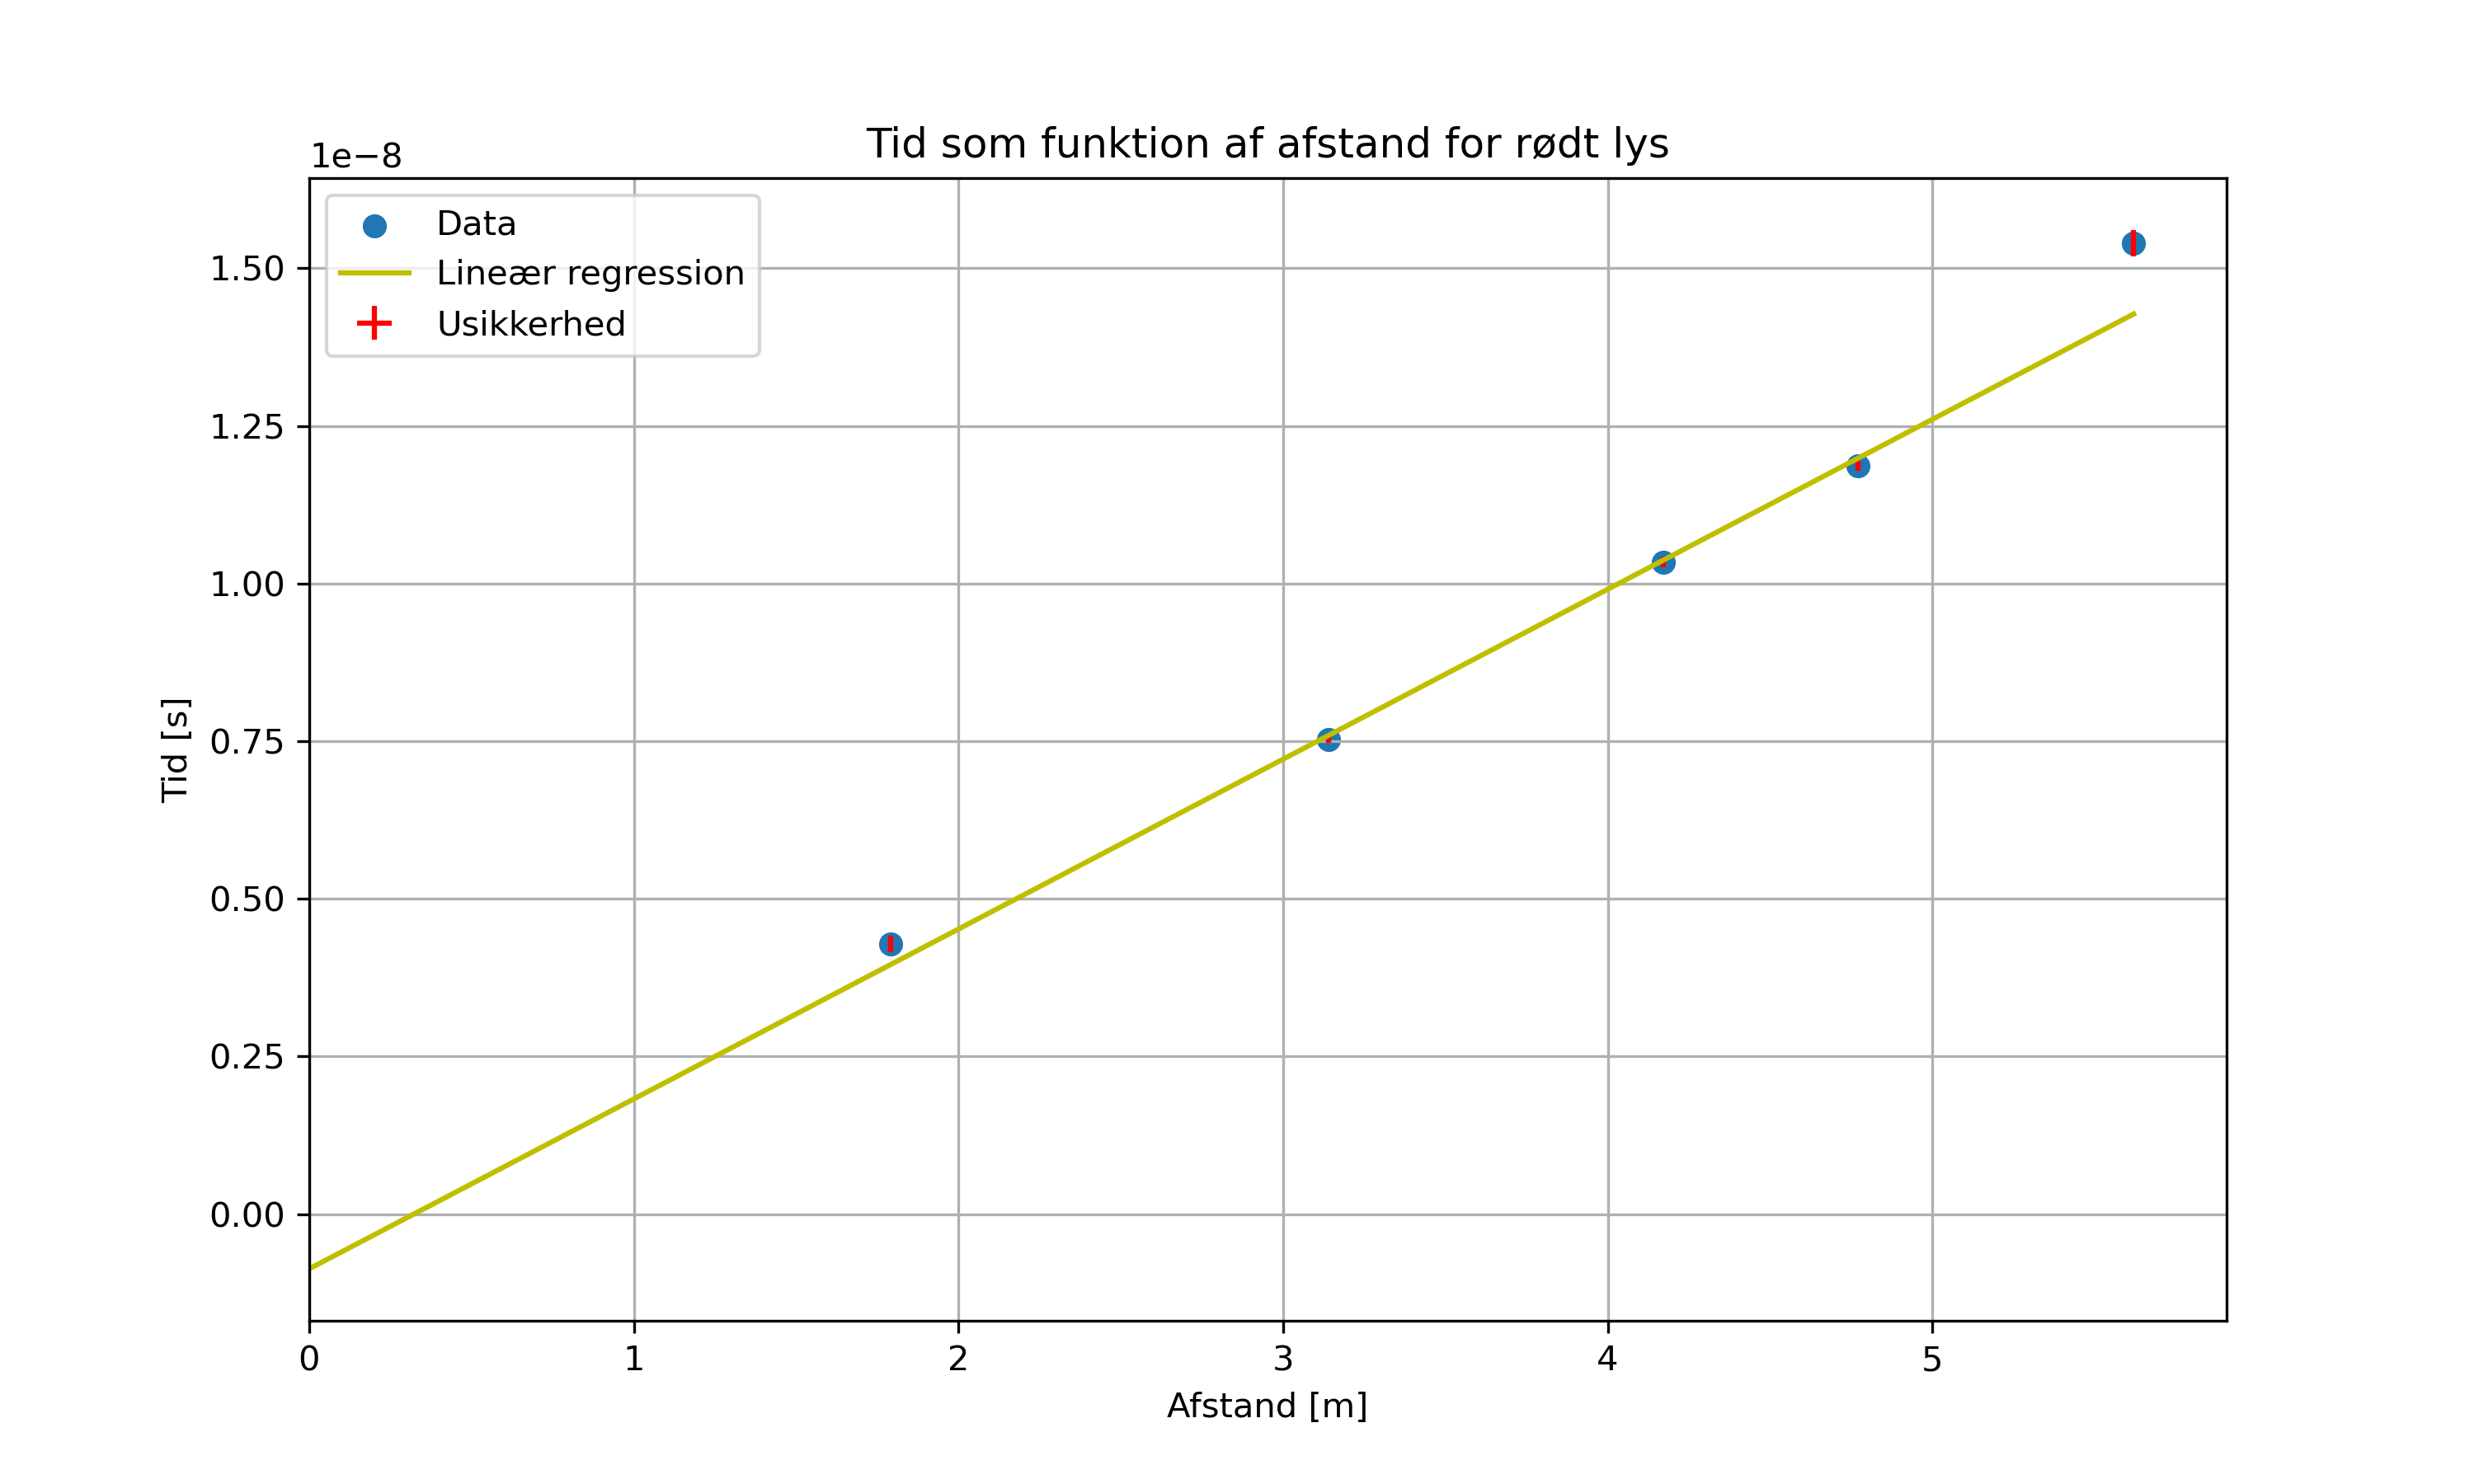 Tid som funktion af afstand for rødt lys
1e−8
Data
Lineær regression
Usikkerhed
1.50
1.25
1.00
0.75
0.50
0.25
0.00
Tid [s]
0 1 2 3 4 5
Afstand [m]